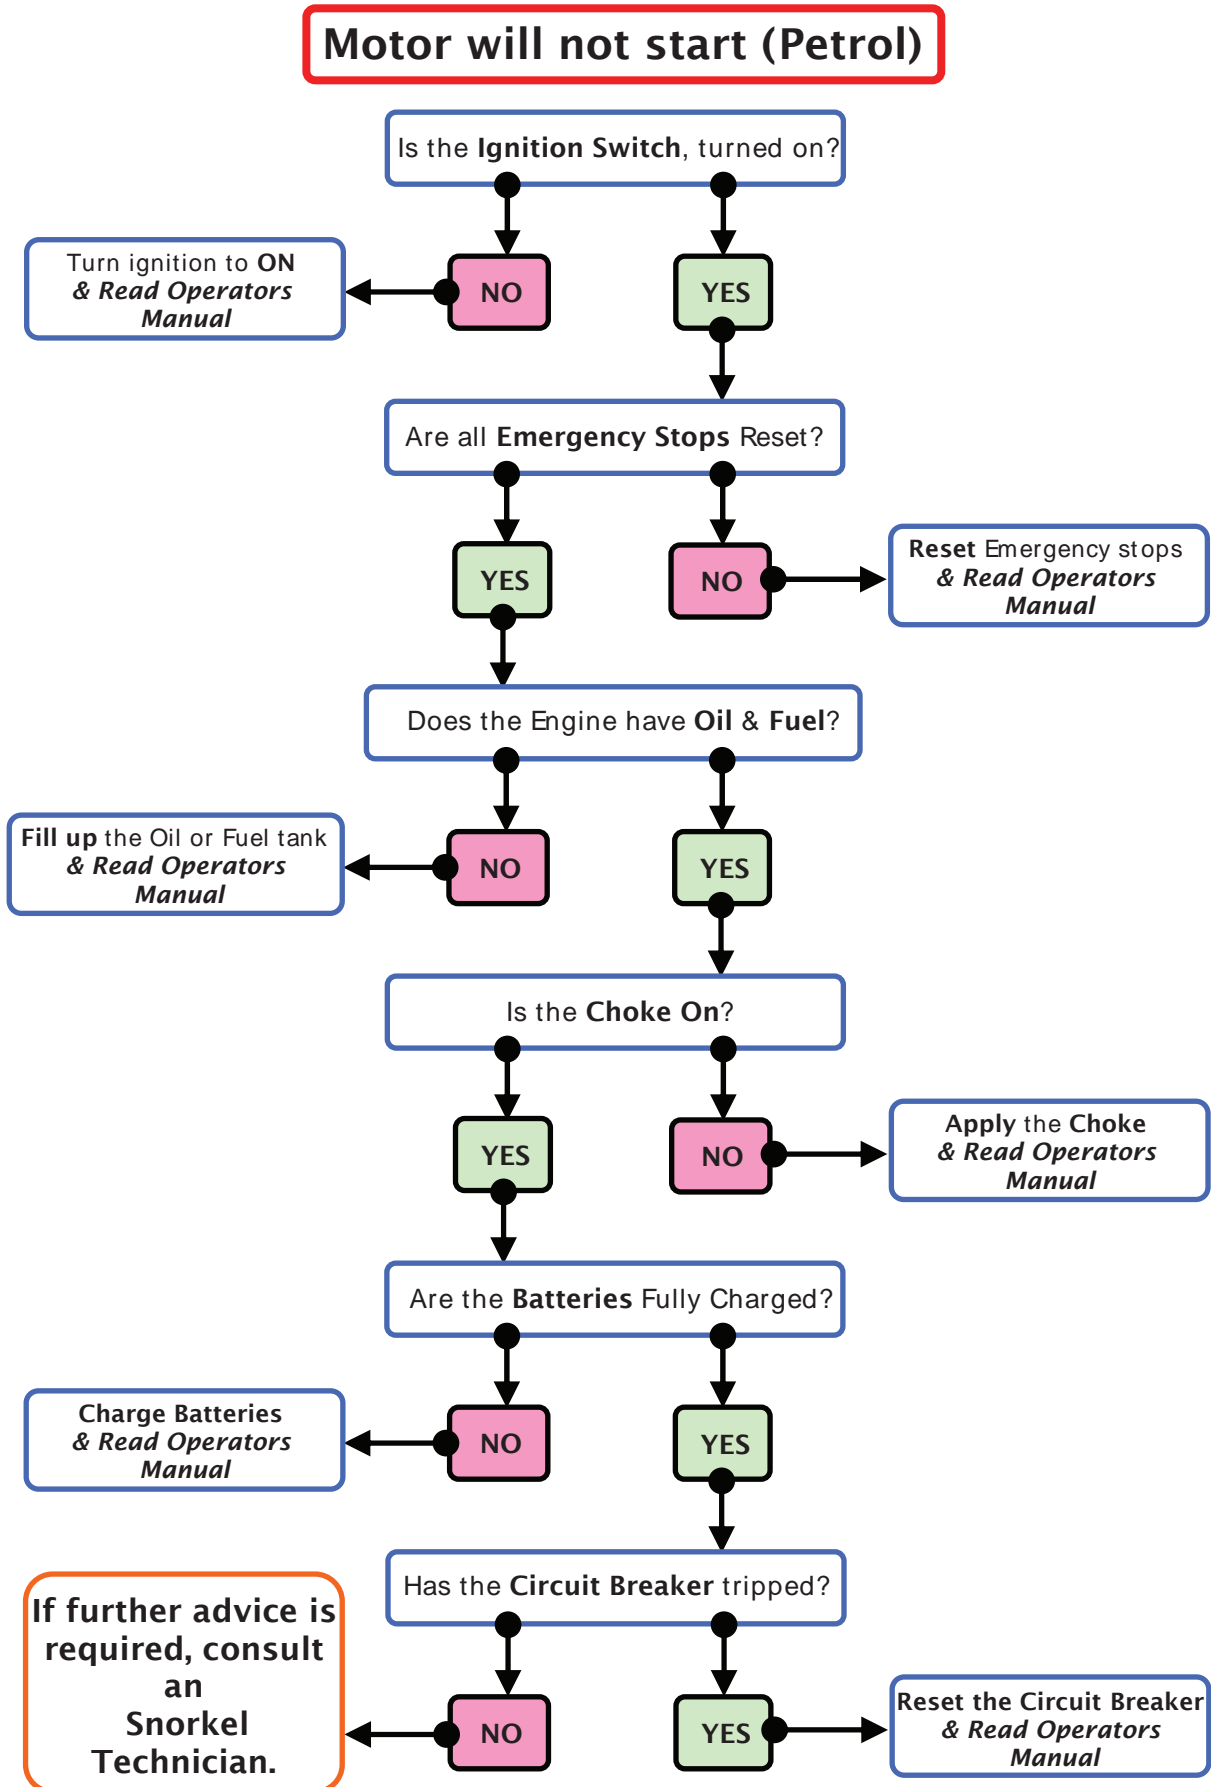 Motor will not start (Petrol)
Is the Ignition Switch, turned on?
Turn ignition to ON
& Read Operators
Manual
NO
YES
Are all Emergency Stops Reset?
YES
NO
Reset Emergency stops
& Read Operators
Manual
Does the Engine have Oil & Fuel?
Fill up the Oil or Fuel tank
& Read Operators
Manual
NO
YES
Is the Choke On?
YES
NO
Apply the Choke
& Read Operators
Manual
Are the Batteries Fully Charged?
Charge Batteries
& Read Operators
Manual
NO
YES
Has the Circuit Breaker tripped?
If further advice is
required, consult
an
Snorkel
Technician.
NO
YES
Reset the Circuit Breaker
& Read Operators
Manual